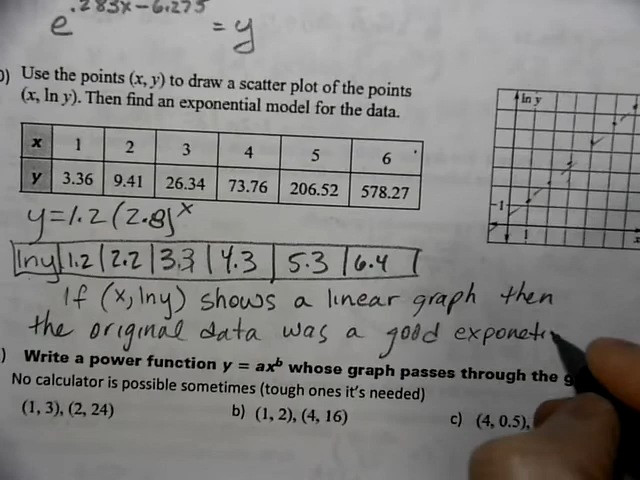 e^.283x-6.275 = y
Use the points (x, y) to draw a scatter plot of the points
(x, ln y). Then find an exponential model for the data.
x 1 2 3 4 5 6
y 3.36 9.41 26.34 73.76 206.52 578.27
ln y
1
1
x
y=1.2(2.8)^x
lny 1.2 2.2 3.3 4.3 5.3 6.4
If (x, lny) shows a linear graph then
the original data was a good exponeti
) Write a power function y = ax^b whose graph passes through the g
No calculator is possible sometimes (tough ones it's needed)
(1, 3), (2, 24) b) (1, 2), (4, 16) c) (4, 0.5),